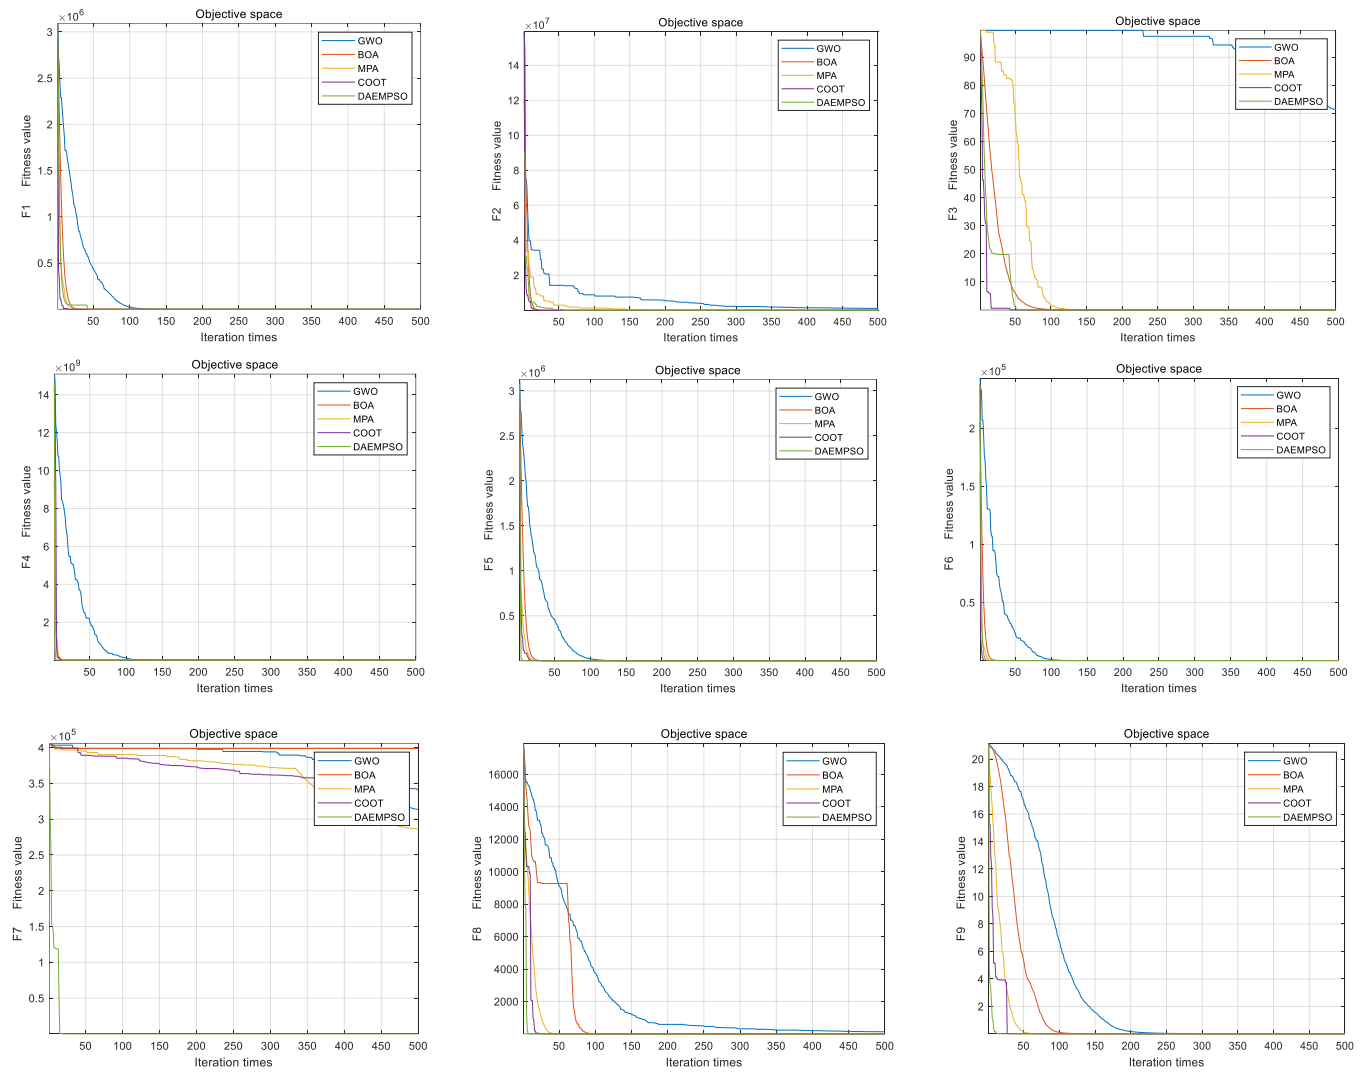 Objective space
×10^6
3
2.5
2
1.5
1
0.5
F1 Fitness value
GWO
BOA
MPA
COOT
DAEMPSO
50 100 150 200 250 300 350 400 450 500
Iteration times
Objective space
×10^7
14
12
10
8
6
4
2
F2 Fitness value
GWO
BOA
MPA
COOT
DAEMPSO
50 100 150 200 250 300 350 400 450 500
Iteration times
Objective space
90
80
70
60
50
40
30
20
10
F3 Fitness value
GWO
BOA
MPA
COOT
DAEMPSO
50 100 150 200 250 300 350 400 450 500
Iteration times
Objective space
×10^9
14
12
10
8
6
4
2
F4 Fitness value
GWO
BOA
MPA
COOT
DAEMPSO
50 100 150 200 250 300 350 400 450 500
Iteration times
Objective space
×10^6
3
2.5
2
1.5
1
0.5
F5 Fitness value
GWO
BOA
MPA
COOT
DAEMPSO
50 100 150 200 250 300 350 400 450 500
Iteration times
Objective space
×10^5
2
1.5
1
0.5
F6 Fitness value
GWO
BOA
MPA
COOT
DAEMPSO
50 100 150 200 250 300 350 400 450 500
Iteration times
Objective space
×10^5
4
3.5
3
2.5
2
1.5
1
0.5
F7 Fitness value
GWO
BOA
MPA
COOT
DAEMPSO
50 100 150 200 250 300 350 400 450 500
Iteration times
Objective space
16000
14000
12000
10000
8000
6000
4000
2000
F8 Fitness value
GWO
BOA
MPA
COOT
DAEMPSO
50 100 150 200 250 300 350 400 450 500
Iteration times
Objective space
20
18
16
14
12
10
8
6
4
2
F9 Fitness value
GWO
BOA
MPA
COOT
DAEMPSO
50 100 150 200 250 300 350 400 450 500
Iteration times